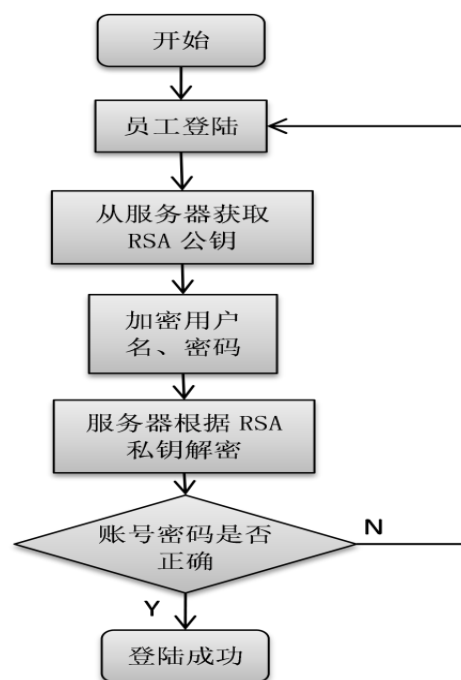 开始
员工登陆
从服务器获取
RSA 公钥
加密用户
名、密码
服务器根据 RSA
私钥解密
账号密码是否
正确
N
Y
登陆成功